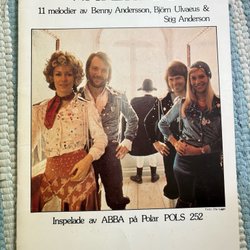 11 melodier av Benny Andersson, Björn Ulvaeus &
Stig Anderson
Inspelade av ABBA på Polar POLS 252